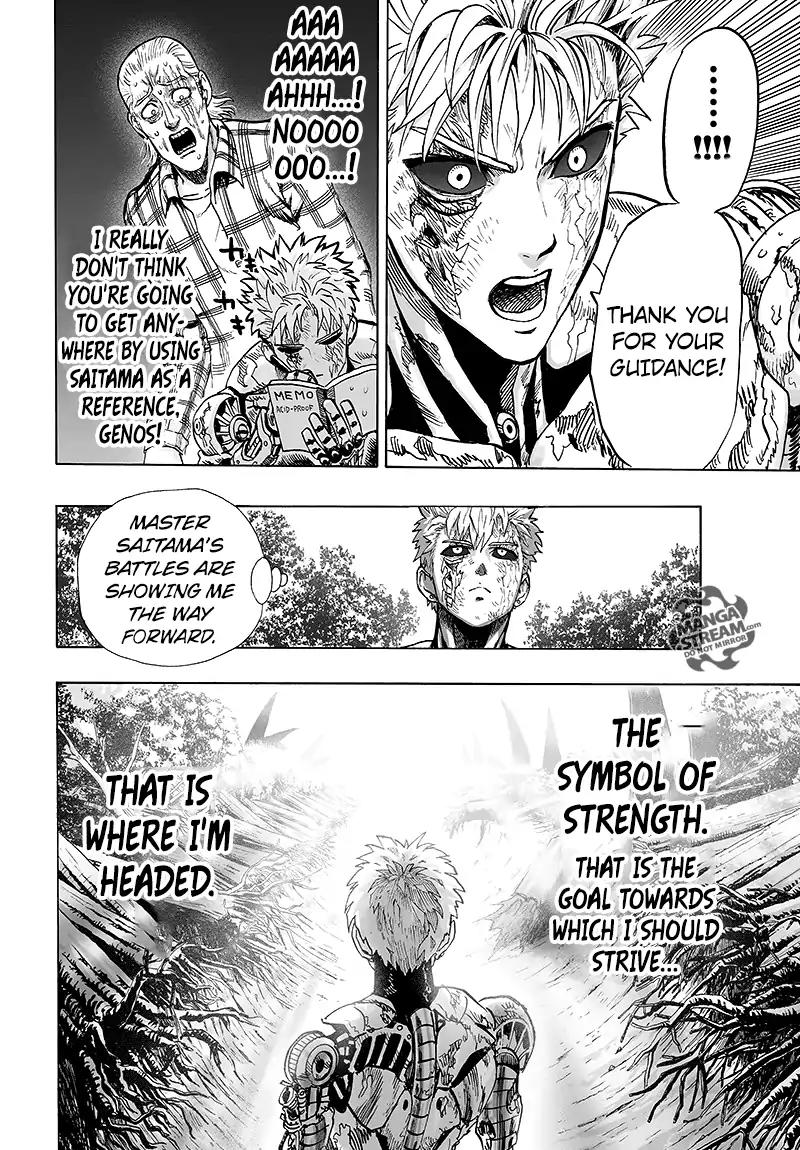 ......
!!!!
THANK YOU
FOR YOUR
GUIDANCE!
AAA
AAAAA
AHHH...!
NOOOO
OOO...!
I REALLY
DON'T THINK
YOU'RE GOING
TO GET ANY-
WHERE BY USING
SAITAMA AS A
REFERENCE,
GENOS!
MEMO
ACID-PROOF
MASTER
SAITAMA'S
BATTLES ARE
SHOWING ME
THE WAY
FORWARD.
MANGA
STREAM.com
DO NOT MIRROR
THE
SYMBOL OF
STRENGTH.
THAT IS THE
GOAL TOWARDS
WHICH I SHOULD
STRIVE...
THAT IS
WHERE I'M
HEADED.